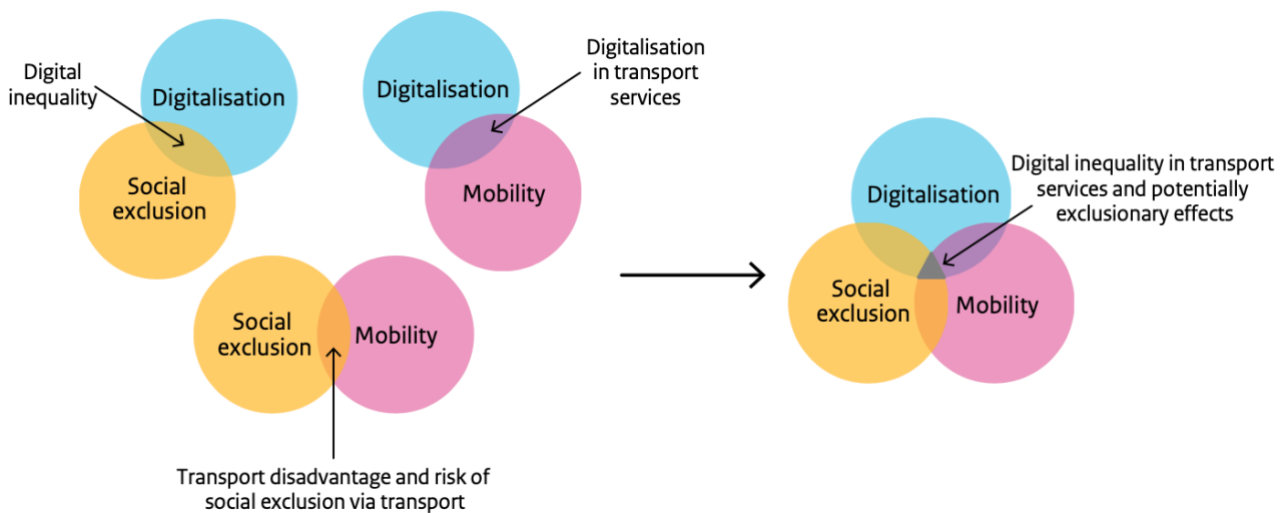 Digital
inequality
Digitalisation
Social
exclusion
Digitalisation
Digitalisation
in transport
services
Mobility
Social
exclusion
Mobility
Transport disadvantage and risk of
social exclusion via transport
Digitalisation
Digital inequality in transport
services and potentially
exclusionary effects
Social
exclusion
Mobility